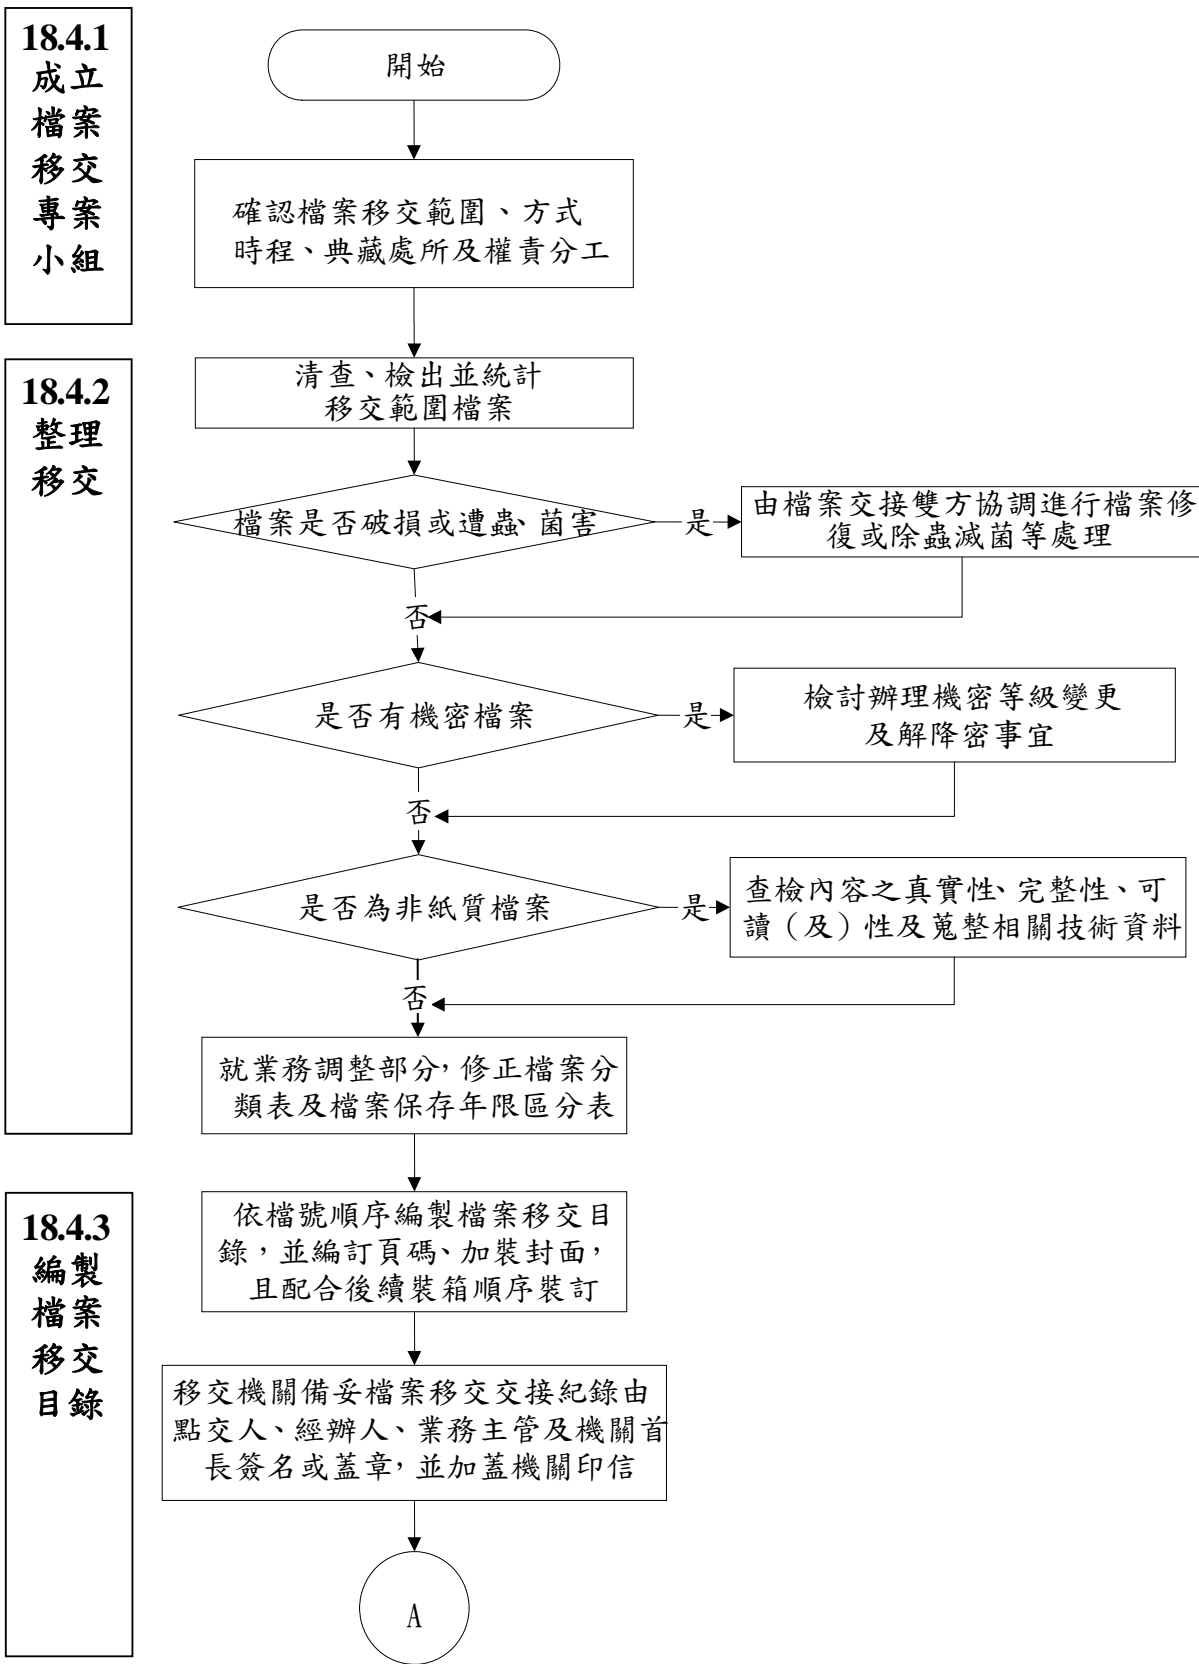 18.4.1
成立
檔案
移交
專案
小組
開始
確認檔案移交範圍、方式
時程、典藏處所及權責分工
18.4.2
整理
移交
清查、檢出並統計
移交範圍檔案
檔案是否破損或遭蟲、菌害
是
由檔案交接雙方協調進行檔案修
復或除蟲滅菌等處理
否
是否有機密檔案
是
檢討辦理機密等級變更
及解降密事宜
否
是否為非紙質檔案
是
查檢內容之真實性、完整性、可
讀（及）性及蒐整相關技術資料
否
就業務調整部分，修正檔案分
類表及檔案保存年限區分表
18.4.3
編製
檔案
移交
目錄
依檔號順序編製檔案移交目
錄，並編訂頁碼、加裝封面，
且配合後續裝箱順序裝訂
移交機關備妥檔案移交交接紀錄由
點交人、經辦人、業務主管及機關首
長簽名或蓋章，並加蓋機關印信
A